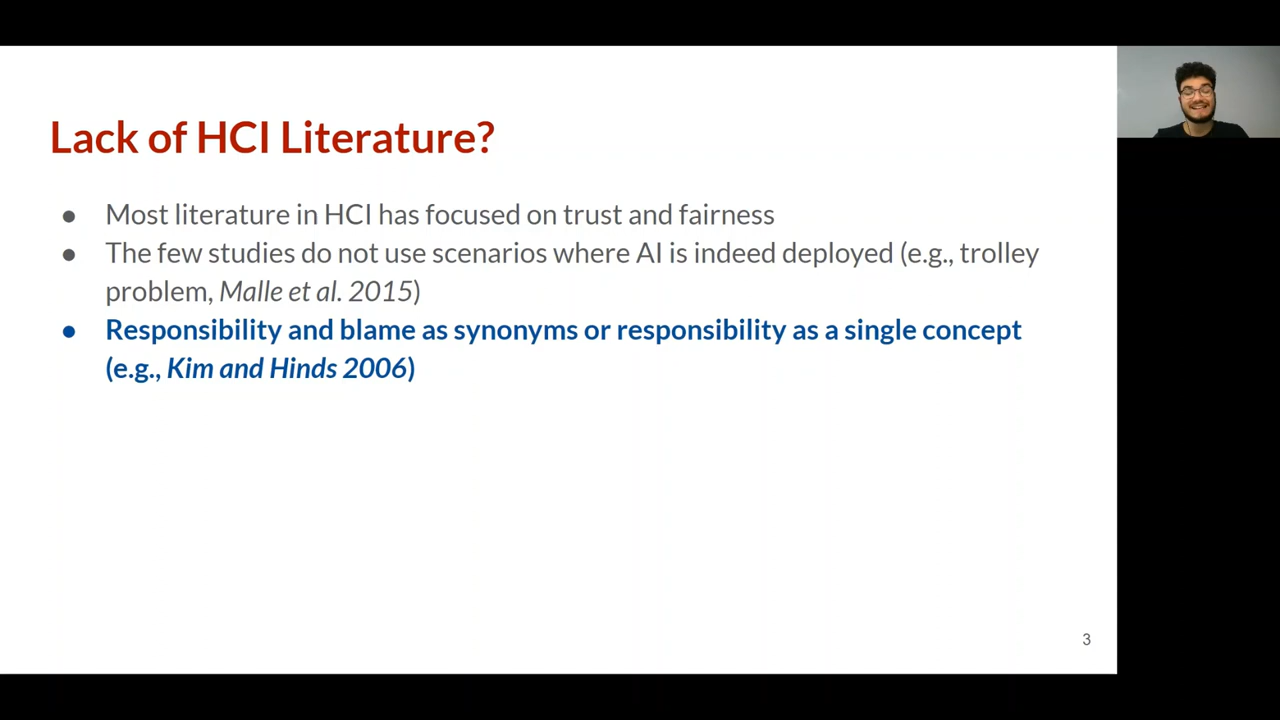 Lack of HCI Literature?
● Most literature in HCI has focused on trust and fairness
● The few studies do not use scenarios where AI is indeed deployed (e.g., trolley
problem, Malle et al. 2015)
● Responsibility and blame as synonyms or responsibility as a single concept
(e.g., Kim and Hinds 2006)
3